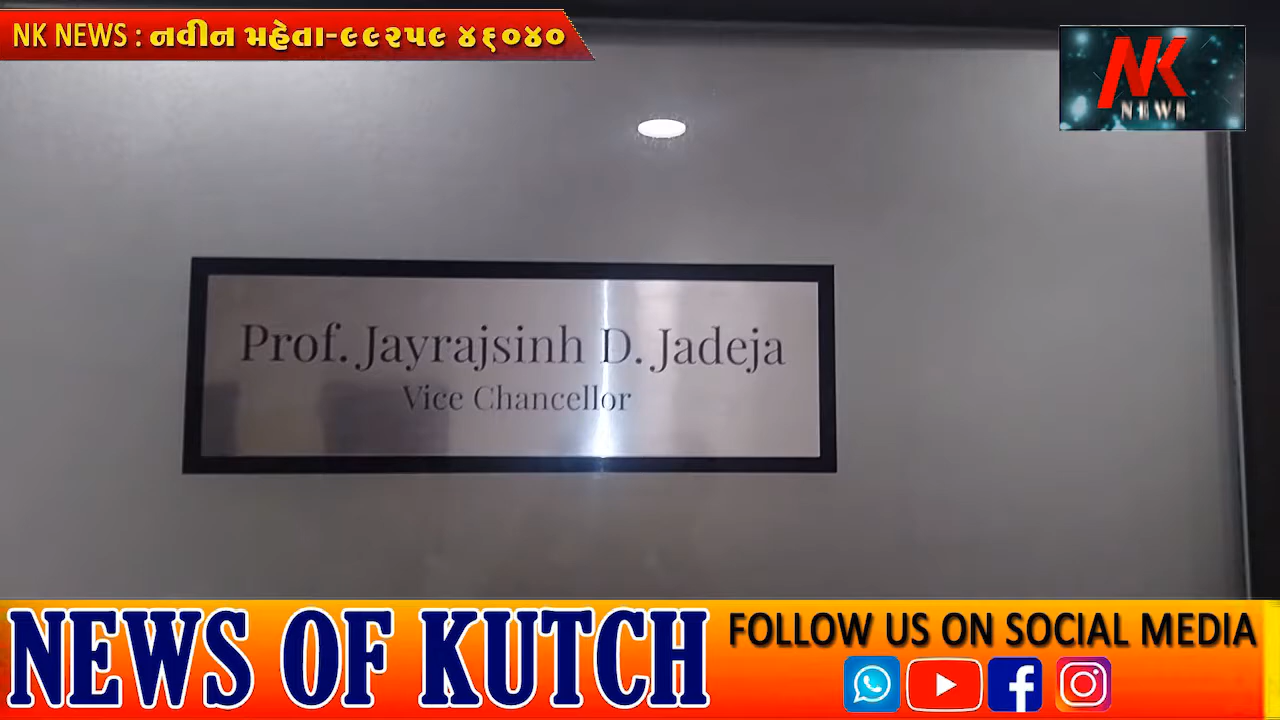 NK NEWS : નવીન મહેતા-૯૯૨૫૯ ૪૬૦૪૦
NK
NEWS
Prof. Jayrajsinh D. Jadeja
Vice Chancellor
NEWS OF KUTCH
FOLLOW US ON SOCIAL MEDIA